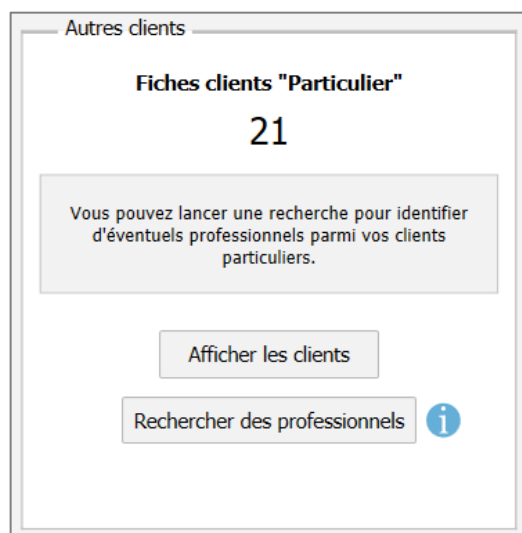 Autres clients
Fiches clients "Particulier"
21
Vous pouvez lancer une recherche pour identifier
d'éventuels professionnels parmi vos clients
particuliers.
Afficher les clients
Rechercher des professionnels
i